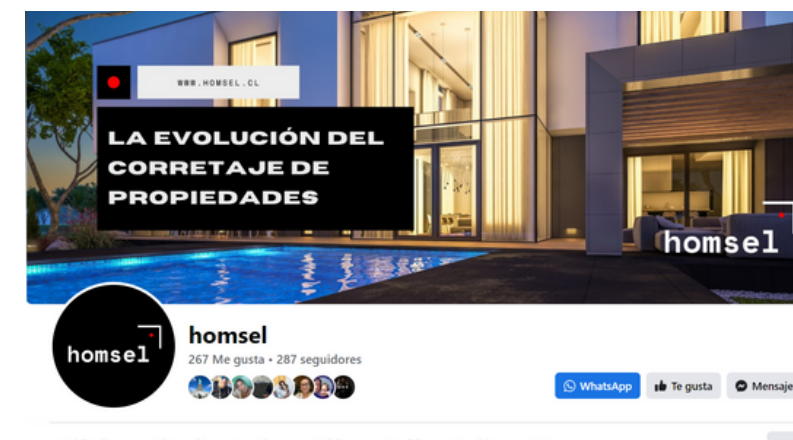 WWW.HOMSEL.CL
LA EVOLUCIÓN DEL
CORRETAJE DE
PROPIEDADES
homsel
homsel
homsel
267 Me gusta • 287 seguidores
WhatsApp
Te gusta
Mensaje